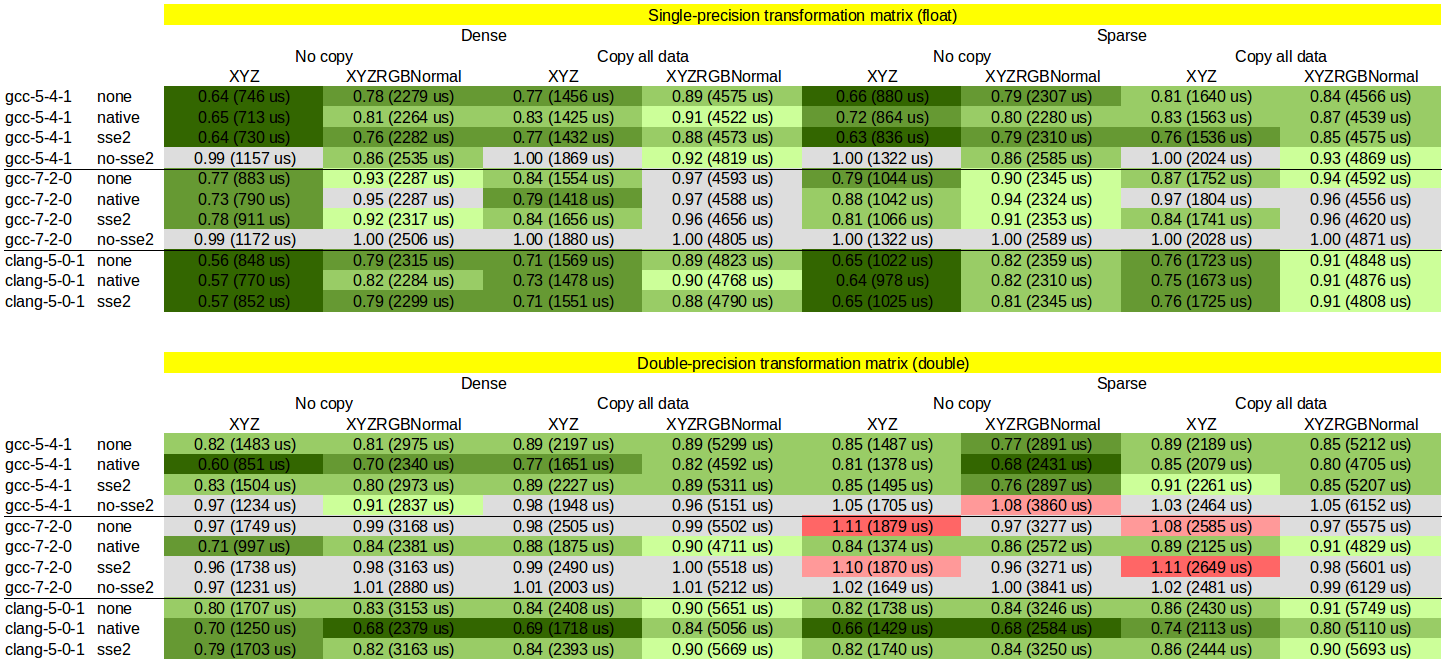 Single-precision transformation matrix (float)
Dense Sparse
No copy Copy all data No copy Copy all data
XYZ XYZRGBNormal XYZ XYZRGBNormal XYZ XYZRGBNormal XYZ XYZRGBNormal
gcc-5-4-1 none 0.64 (746 us) 0.78 (2279 us) 0.77 (1456 us) 0.89 (4575 us) 0.66 (880 us) 0.79 (2307 us) 0.81 (1640 us) 0.84 (4566 us)
gcc-5-4-1 native 0.65 (713 us) 0.81 (2264 us) 0.83 (1425 us) 0.91 (4522 us) 0.72 (864 us) 0.80 (2280 us) 0.83 (1563 us) 0.87 (4539 us)
gcc-5-4-1 sse2 0.64 (730 us) 0.76 (2282 us) 0.77 (1432 us) 0.88 (4573 us) 0.63 (836 us) 0.79 (2310 us) 0.76 (1536 us) 0.85 (4575 us)
gcc-5-4-1 no-sse2 0.99 (1157 us) 0.86 (2535 us) 1.00 (1869 us) 0.92 (4819 us) 1.00 (1322 us) 0.86 (2585 us) 1.00 (2024 us) 0.93 (4869 us)
gcc-7-2-0 none 0.77 (883 us) 0.93 (2287 us) 0.84 (1554 us) 0.97 (4593 us) 0.79 (1044 us) 0.90 (2345 us) 0.87 (1752 us) 0.94 (4592 us)
gcc-7-2-0 native 0.73 (790 us) 0.95 (2287 us) 0.79 (1418 us) 0.97 (4588 us) 0.88 (1042 us) 0.94 (2324 us) 0.97 (1804 us) 0.96 (4556 us)
gcc-7-2-0 sse2 0.78 (911 us) 0.92 (2317 us) 0.84 (1656 us) 0.96 (4656 us) 0.81 (1066 us) 0.91 (2353 us) 0.84 (1741 us) 0.96 (4620 us)
gcc-7-2-0 no-sse2 0.99 (1172 us) 1.00 (2506 us) 1.00 (1880 us) 1.00 (4805 us) 1.00 (1322 us) 1.00 (2589 us) 1.00 (2028 us) 1.00 (4871 us)
clang-5-0-1 none 0.56 (848 us) 0.79 (2315 us) 0.71 (1569 us) 0.89 (4823 us) 0.65 (1022 us) 0.82 (2359 us) 0.76 (1723 us) 0.91 (4848 us)
clang-5-0-1 native 0.57 (770 us) 0.82 (2284 us) 0.73 (1478 us) 0.90 (4768 us) 0.64 (978 us) 0.82 (2310 us) 0.75 (1673 us) 0.91 (4876 us)
clang-5-0-1 sse2 0.57 (852 us) 0.79 (2299 us) 0.71 (1551 us) 0.88 (4790 us) 0.65 (1025 us) 0.81 (2345 us) 0.76 (1725 us) 0.91 (4808 us)
Double-precision transformation matrix (double)
Dense Sparse
No copy Copy all data No copy Copy all data
XYZ XYZRGBNormal XYZ XYZRGBNormal XYZ XYZRGBNormal XYZ XYZRGBNormal
gcc-5-4-1 none 0.82 (1483 us) 0.81 (2975 us) 0.89 (2197 us) 0.89 (5299 us) 0.85 (1487 us) 0.77 (2891 us) 0.89 (2189 us) 0.85 (5212 us)
gcc-5-4-1 native 0.60 (851 us) 0.70 (2340 us) 0.77 (1651 us) 0.82 (4592 us) 0.81 (1378 us) 0.68 (2431 us) 0.85 (2079 us) 0.80 (4705 us)
gcc-5-4-1 sse2 0.83 (1504 us) 0.80 (2973 us) 0.89 (2227 us) 0.89 (5311 us) 0.85 (1495 us) 0.76 (2897 us) 0.91 (2261 us) 0.85 (5207 us)
gcc-5-4-1 no-sse2 0.97 (1234 us) 0.91 (2837 us) 0.98 (1948 us) 0.96 (5151 us) 1.05 (1705 us) 1.08 (3860 us) 1.03 (2464 us) 1.05 (6152 us)
gcc-7-2-0 none 0.97 (1749 us) 0.99 (3168 us) 0.98 (2505 us) 0.99 (5502 us) 1.11 (1879 us) 0.97 (3277 us) 1.08 (2585 us) 0.97 (5575 us)
gcc-7-2-0 native 0.71 (997 us) 0.84 (2381 us) 0.88 (1875 us) 0.90 (4711 us) 0.84 (1374 us) 0.86 (2572 us) 0.89 (2125 us) 0.91 (4829 us)
gcc-7-2-0 sse2 0.96 (1738 us) 0.98 (3163 us) 0.99 (2490 us) 1.00 (5518 us) 1.10 (1870 us) 0.96 (3271 us) 1.11 (2649 us) 0.98 (5601 us)
gcc-7-2-0 no-sse2 0.97 (1231 us) 1.01 (2880 us) 1.01 (2003 us) 1.01 (5212 us) 1.02 (1649 us) 1.00 (3841 us) 1.02 (2481 us) 0.99 (6129 us)
clang-5-0-1 none 0.80 (1707 us) 0.83 (3153 us) 0.84 (2408 us) 0.90 (5651 us) 0.82 (1738 us) 0.84 (3246 us) 0.86 (2430 us) 0.91 (5749 us)
clang-5-0-1 native 0.70 (1250 us) 0.68 (2379 us) 0.69 (1718 us) 0.84 (5056 us) 0.66 (1429 us) 0.68 (2584 us) 0.74 (2113 us) 0.80 (5110 us)
clang-5-0-1 sse2 0.79 (1703 us) 0.82 (3163 us) 0.84 (2393 us) 0.90 (5669 us) 0.82 (1740 us) 0.84 (3250 us) 0.86 (2444 us) 0.90 (5693 us)